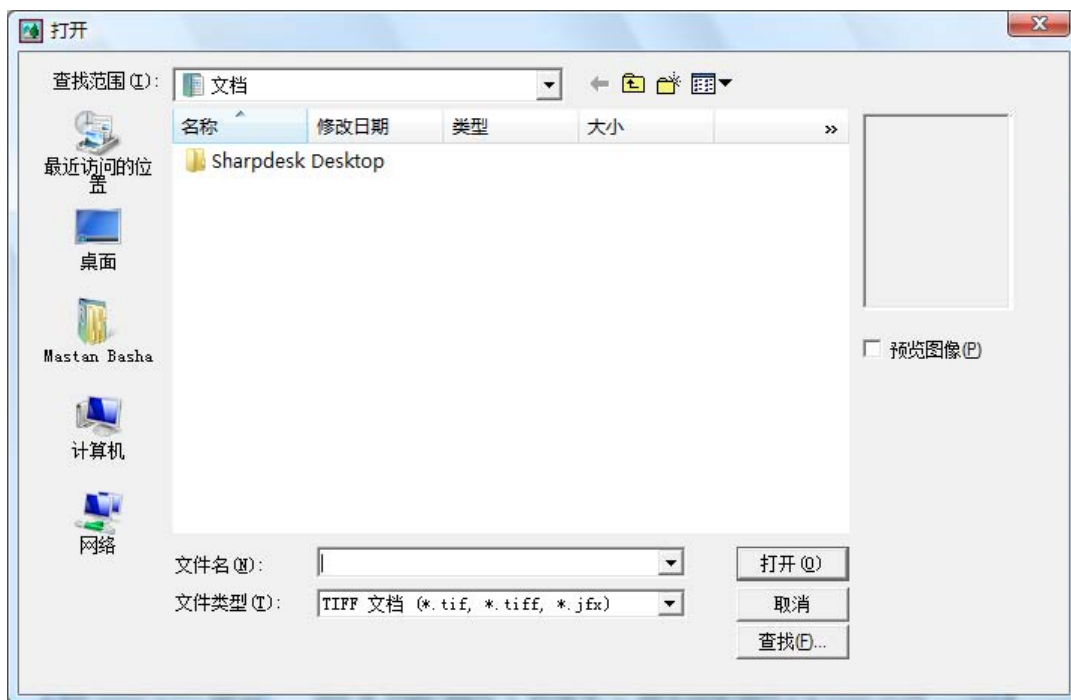 打开
查找范围(I):
文档
名称
修改日期
类型
大小
»
Sharpdesk Desktop
最近访问的位
置
桌面
Mastan Basha
计算机
网络
预览图像(P)
文件名(N):
打开(O)
文件类型(T):
TIFF 文档 (*.tif, *.tiff, *.jfx)
取消
查找(F)...